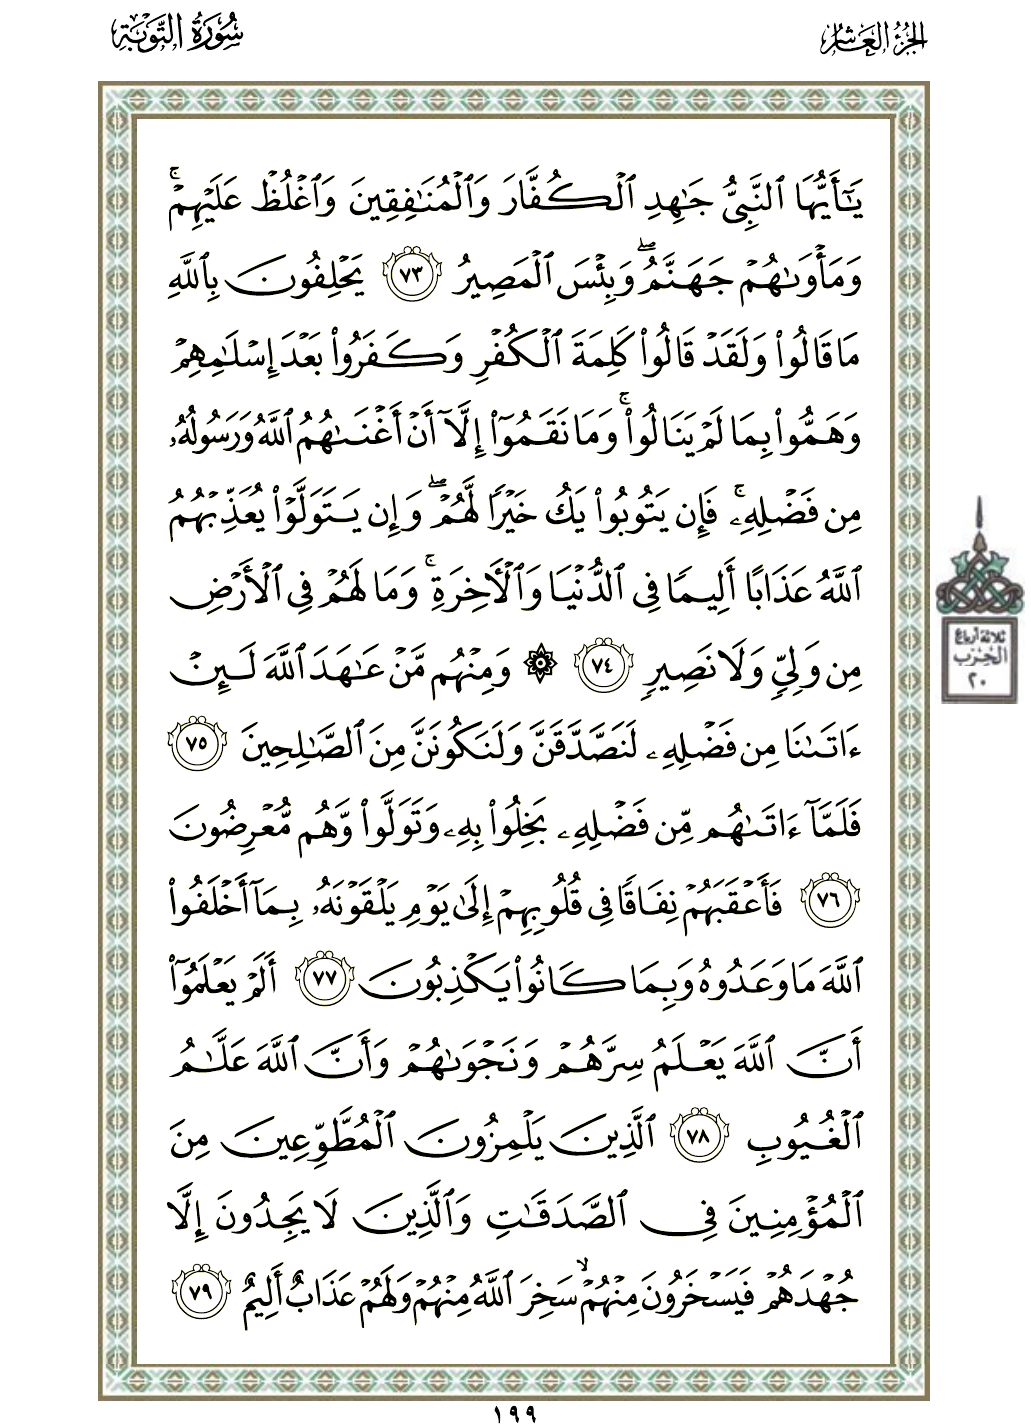 الجزء العاشر
سورة التوبة
يَـٰٓأَيُّهَا ٱلنَّبِىُّ جَـٰهِدِ ٱلْكُفَّارَ وَٱلْمُنَـٰفِقِينَ وَٱغْلُظْ عَلَيْهِمْ ۚ
وَمَأْوَىٰهُمْ جَهَنَّمُ ۖ وَبِئْسَ ٱلْمَصِيرُ ٧٣ يَحْلِفُونَ بِٱللَّهِ
مَا قَالُوا۟ وَلَقَدْ قَالُوا۟ كَلِمَةَ ٱلْكُفْرِ وَكَفَرُوا۟ بَعْدَ إِسْلَـٰمِهِمْ
وَهَمُّوا۟ بِمَا لَمْ يَنَالُوا۟ ۚ وَمَا نَقَمُوٓا۟ إِلَّآ أَنْ أَغْنَىٰهُمُ ٱللَّهُ وَرَسُولُهُۥ
مِن فَضْلِهِۦ ۚ فَإِن يَتُوبُوا۟ يَكُ خَيْرًا لَّهُمْ ۖ وَإِن يَتَوَلَّوْا۟ يُعَذِّبْهُمُ
ٱللَّهُ عَذَابًا أَلِيمًا فِى ٱلدُّنْيَا وَٱلْـَٔاخِرَةِ ۚ وَمَا لَهُمْ فِى ٱلْأَرْضِ
مِن وَلِىٍّ وَلَا نَصِيرٍ ٧٤ ۞ وَمِنْهُم مَّنْ عَـٰهَدَ ٱللَّهَ لَئِنْ
ءَاتَىٰنَا مِن فَضْلِهِۦ لَنَصَّدَّقَنَّ وَلَنَكُونَنَّ مِنَ ٱلصَّـٰلِحِينَ ٧٥
فَلَمَّآ ءَاتَىٰهُم مِّن فَضْلِهِۦ بَخِلُوا۟ بِهِۦ وَتَوَلَّوا۟ وَّهُم مُّعْرِضُونَ
٧٦ فَأَعْقَبَهُمْ نِفَاقًا فِى قُلُوبِهِمْ إِلَىٰ يَوْمِ يَلْقَوْنَهُۥ بِمَآ أَخْلَفُوا۟
ٱللَّهَ مَا وَعَدُوهُ وَبِمَا كَانُوا۟ يَكْذِبُونَ ٧٧ أَلَمْ يَعْلَمُوٓا۟
أَنَّ ٱللَّهَ يَعْلَمُ سِرَّهُمْ وَنَجْوَىٰهُمْ وَأَنَّ ٱللَّهَ عَلَّـٰمُ
ٱلْغُيُوبِ ٧٨ ٱلَّذِينَ يَلْمِزُونَ ٱلْمُطَّوِّعِينَ مِنَ
ٱلْمُؤْمِنِينَ فِى ٱلصَّدَقَـٰتِ وَٱلَّذِينَ لَا يَجِدُونَ إِلَّا
جُهْدَهُمْ فَيَسْخَرُونَ مِنْهُمْ ۙ سَخِرَ ٱللَّهُ مِنْهُمْ وَلَهُمْ عَذَابٌ أَلِيمٌ ٧٩
ثلاثة أرباع
الحزب
٢٠
١٩٩